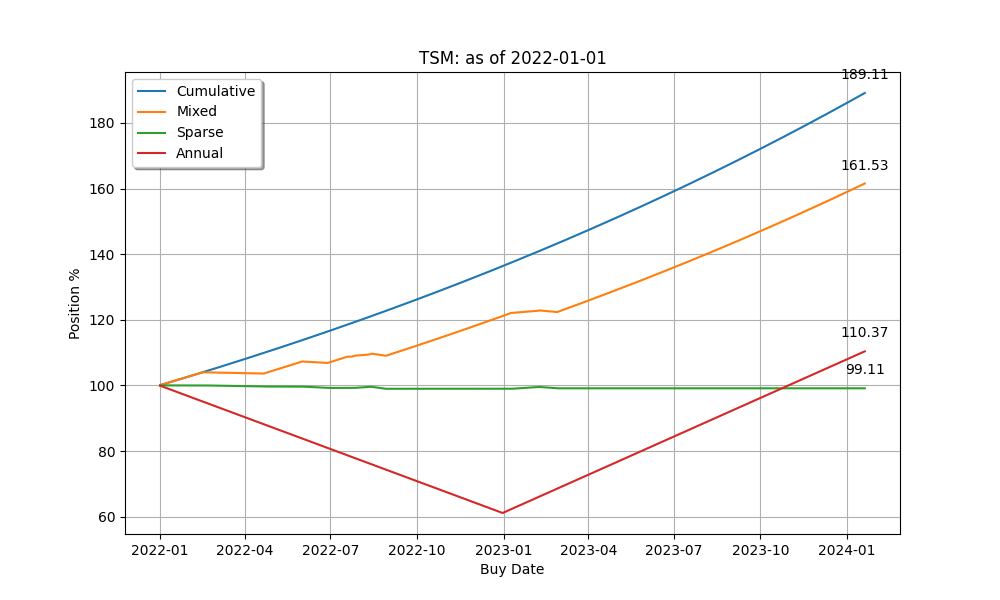 TSM: as of 2022-01-01
Cumulative
Mixed
Sparse
Annual
189.11
161.53
110.37
99.11
Position %
180
160
140
120
100
80
60
2022-01 2022-04 2022-07 2022-10 2023-01 2023-04 2023-07 2023-10 2024-01
Buy Date